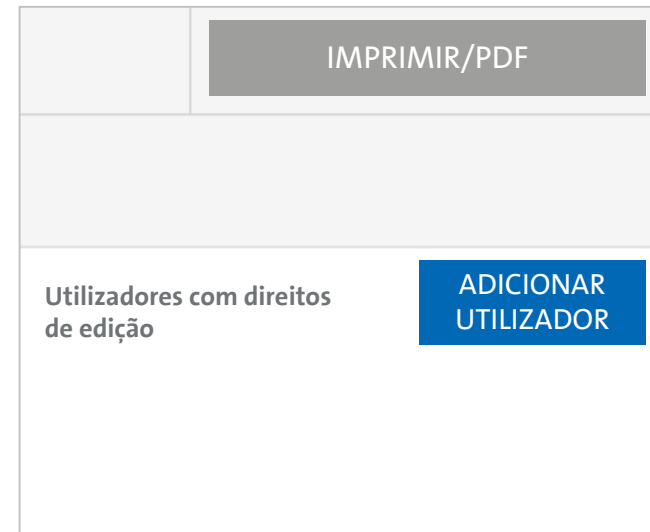 IMPRIMIR/PDF
Utilizadores com direitos
de edição
ADICIONAR
UTILIZADOR